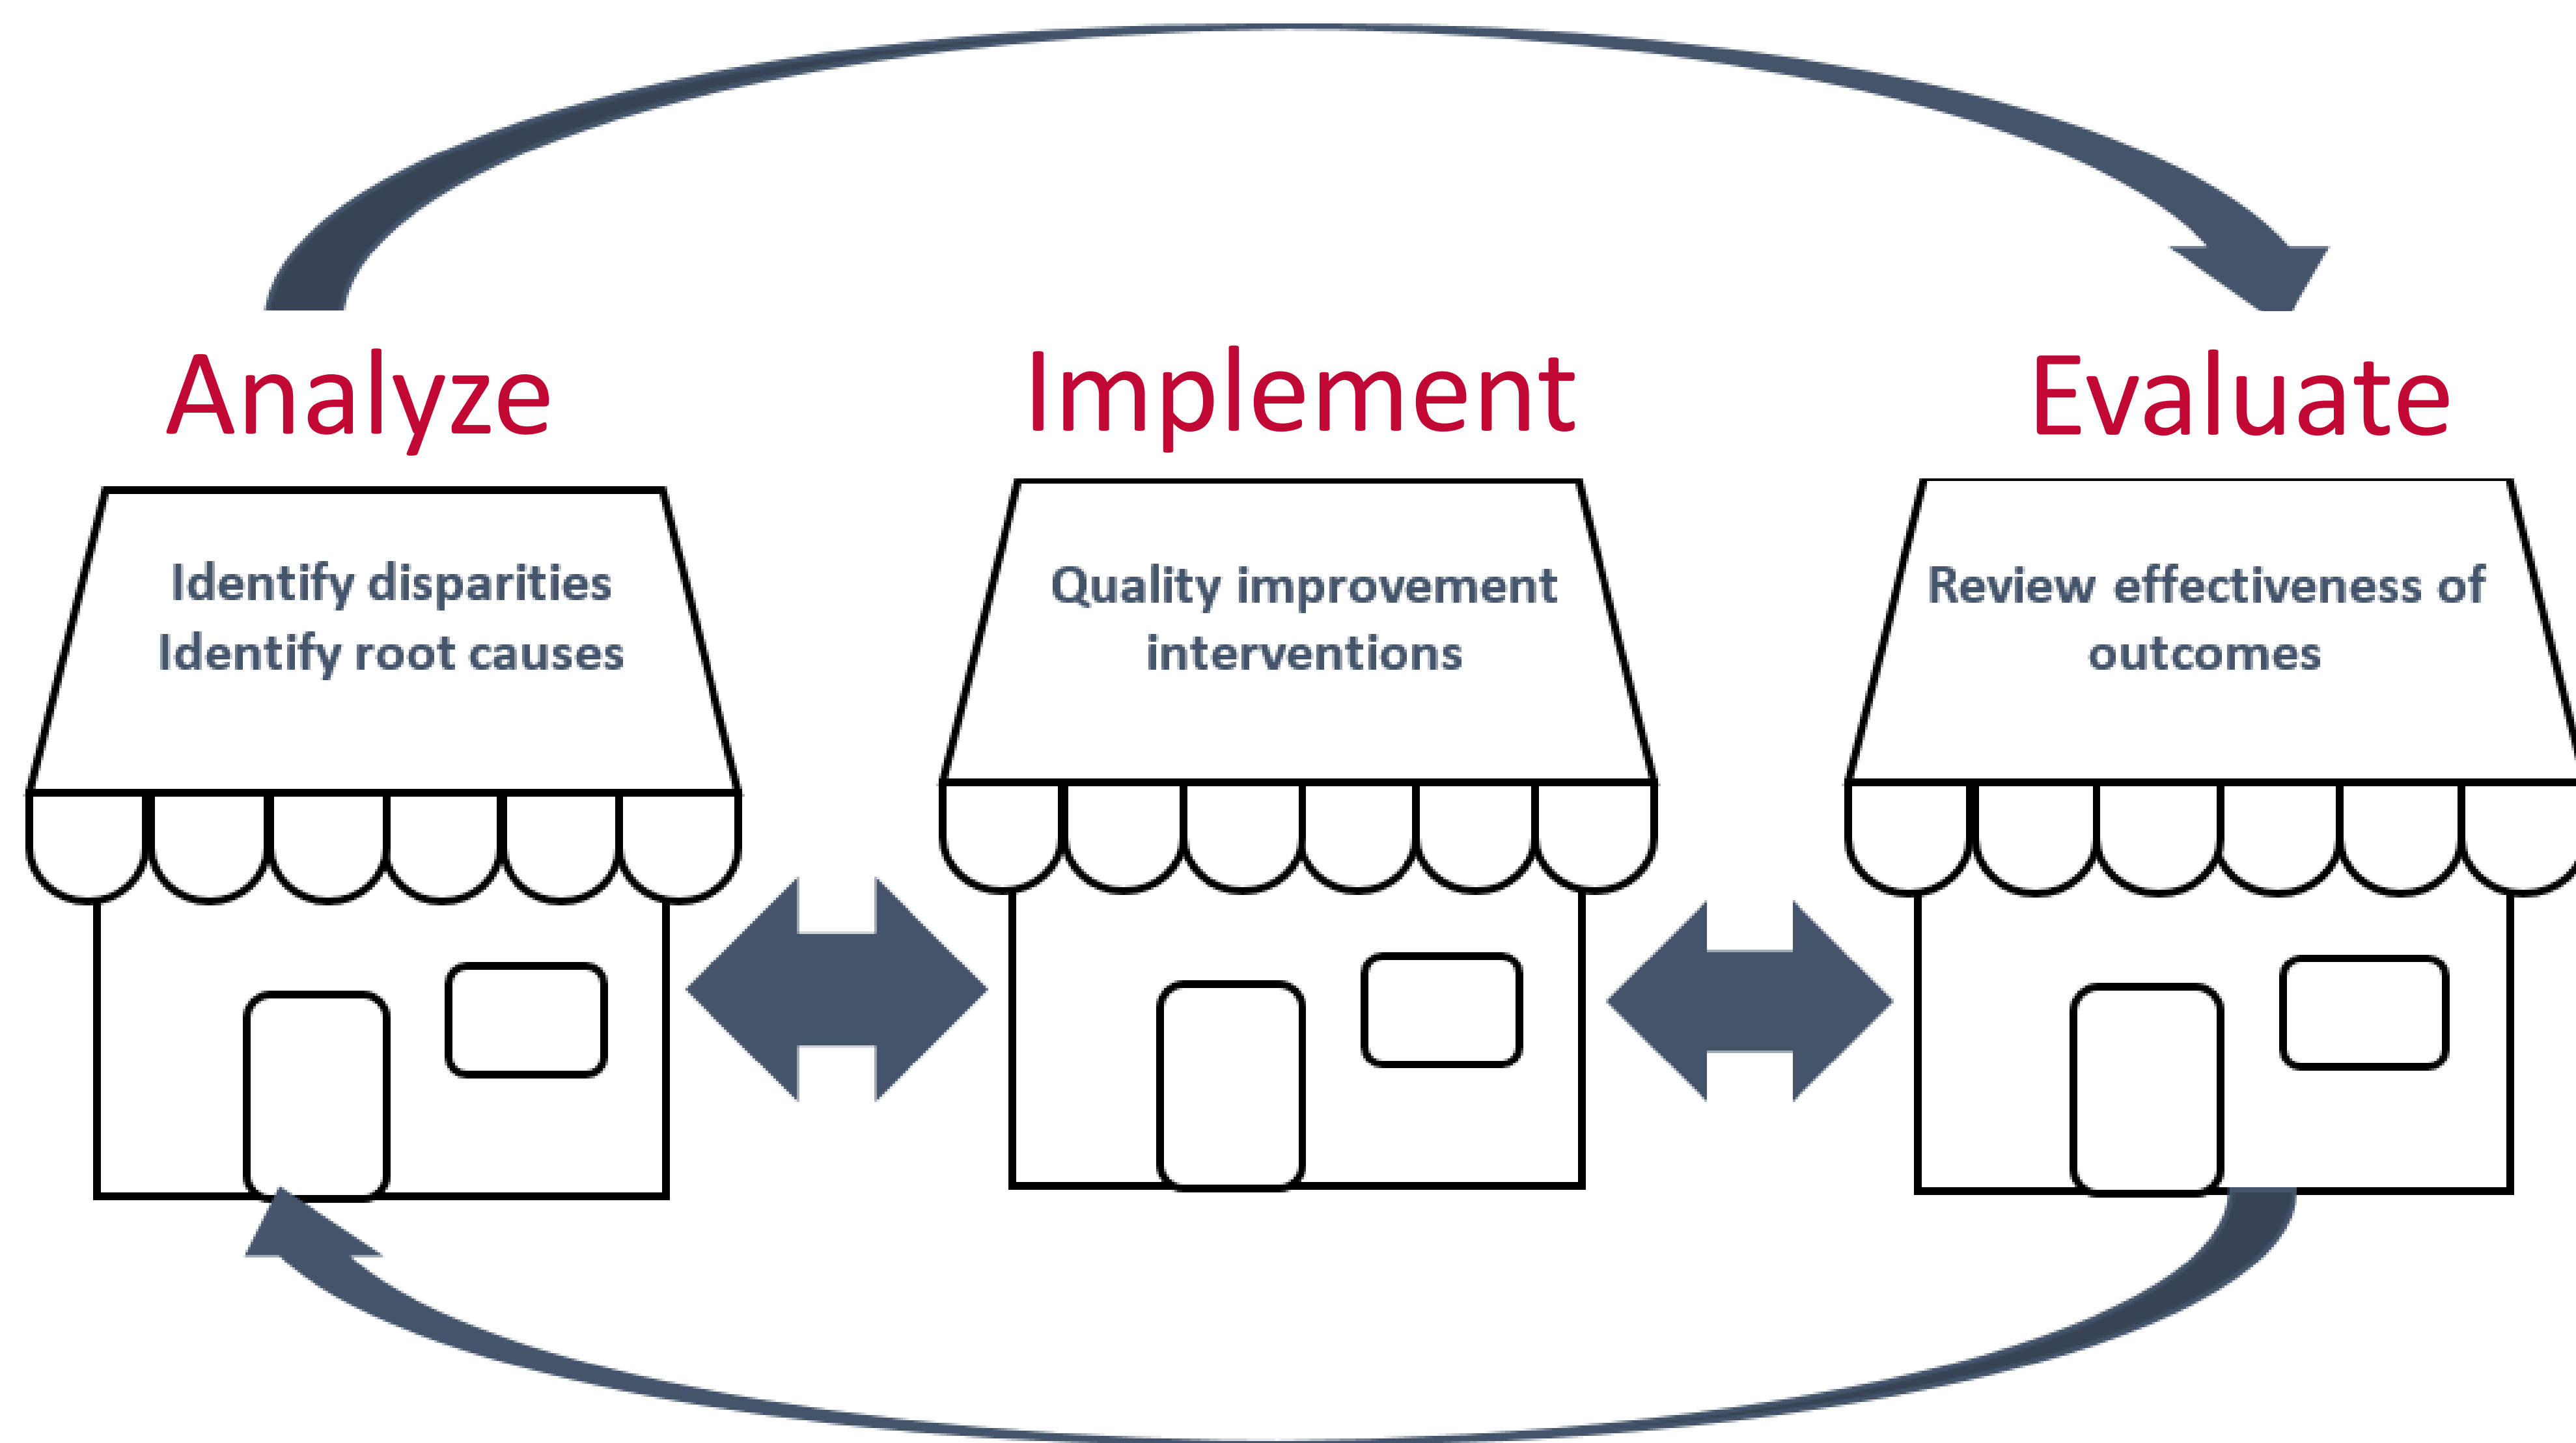 Analyze
Implement
Evaluate
Identify disparities
Identify root causes
Quality improvement
interventions
Review effectiveness of
outcomes